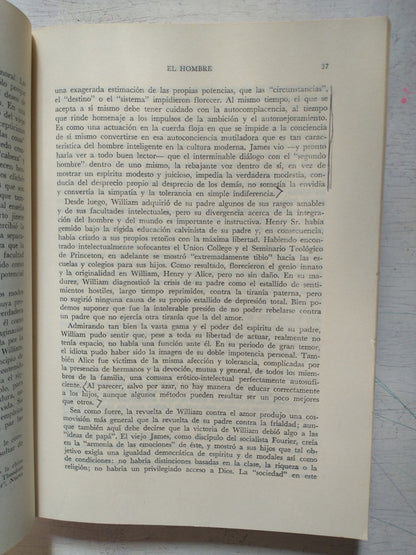 EL HOMBRE 27
una exagerada estimación de las propias potencias, que las "circunstancias",
el "destino" o el "sistema" impidieron florecer. Al mismo tiempo, el que se
acepta a sí mismo debe cuidarse contra la autocomplacencia, al tiempo
que rinde homenaje a los impulsos de la ambición y el automejoramiento.
Es como una actuación en la cuerda floja en que se impide a la conciencia
de sí mismo transformarse en esa autoconciencia mutiladora que es tan carac-
terística del hombre inteligente en la cultura moderna. James vio —y pronto
haría ver a todo buen lector— que el interminable diálogo con el "segundo
hombre" dentro de uno mismo, la rebajante voz dentro de sí, en vez de
mostrar un espíritu modesto y juicioso, impedía la verdadera modestia, con-
ducía del desprecio propio al desprecio de los demás, no sometía la envidia
y convertía la simpatía y la tolerancia en simple indiferencia.
Desde luego, William adquirió de su padre algunos de sus rasgos amables
y de sus facultades intelectuales, pero su divergencia acerca de la integración
del hombre y del mundo es importante e instructiva. Henry Sr. había
gemido bajo la rígida educación calvinista de su padre y, en consecuencia,
había criado a sus propios retoños con la máxima libertad. Habiendo
encontrado intelectualmente sofocantes el Union College y el Seminario Teológico
de Princeton, en adelante se mostró "extremadamente tibio" hacia las es-
cuelas y colegios para sus hijos. Como resultado, florecieron el genio innato
y la originalidad en William, Henry y Alice, pero no sin daño. En su ma-
durez, William diagnosticó la crisis de su padre como el estallido de senti-
mientos hostiles, largo tiempo reprimidos, contra la tiranía paterna, pero
no sugirió ninguna causa de su propio estallido de depresión total. Bien po-
demos suponer que fue la intolerable presión de no poder rebelarse contra
un padre que no ejerza otra tiranía que la del amor.
Admirando tan bien la vasta gama y el poder del espíritu de su padre,
William pudo sentir que, pese a toda su libertad de actuar, realmente no
tenía espacio, no había una función ante él. En su periodo de gran temor,
el idiota pudo haber sido la imagen de su doble impotencia personal. Tam-
bién Alice fue víctima de la misma afección y tolerancia, complicadas por
la presencia de hermanos y la devoción, mutua y general, de todos los miem-
bros de la familia, una convusa erótico-intelectual perfectamente autosufi-
ciente. Al parecer, salvo por azar, no hay manera de educar correctamente
a los hijos, aunque algunos métodos pueden resultar ser un poco mejores
que otros.
Sea como fuere, la revuelta de William contra el amor produjo una cos-
movisión más general que la revuelta de su padre contra la frialdad; aun-
que también aquí debe advertirse que la victoria de William debió algo a las
"ideas de papá". El viejo James, como discípulo del socialista Fourier, creía
en la "armonía de las emociones" de éste, y mostró a sus hijos que tal ob-
jetivo exigía una igualdad democrática de espíritu y de modales así como
de condiciones; no habría distinciones basadas en la clase, la riqueza o la
religión; no habría un privilegiado acceso a Dios. La "sociedad" en este